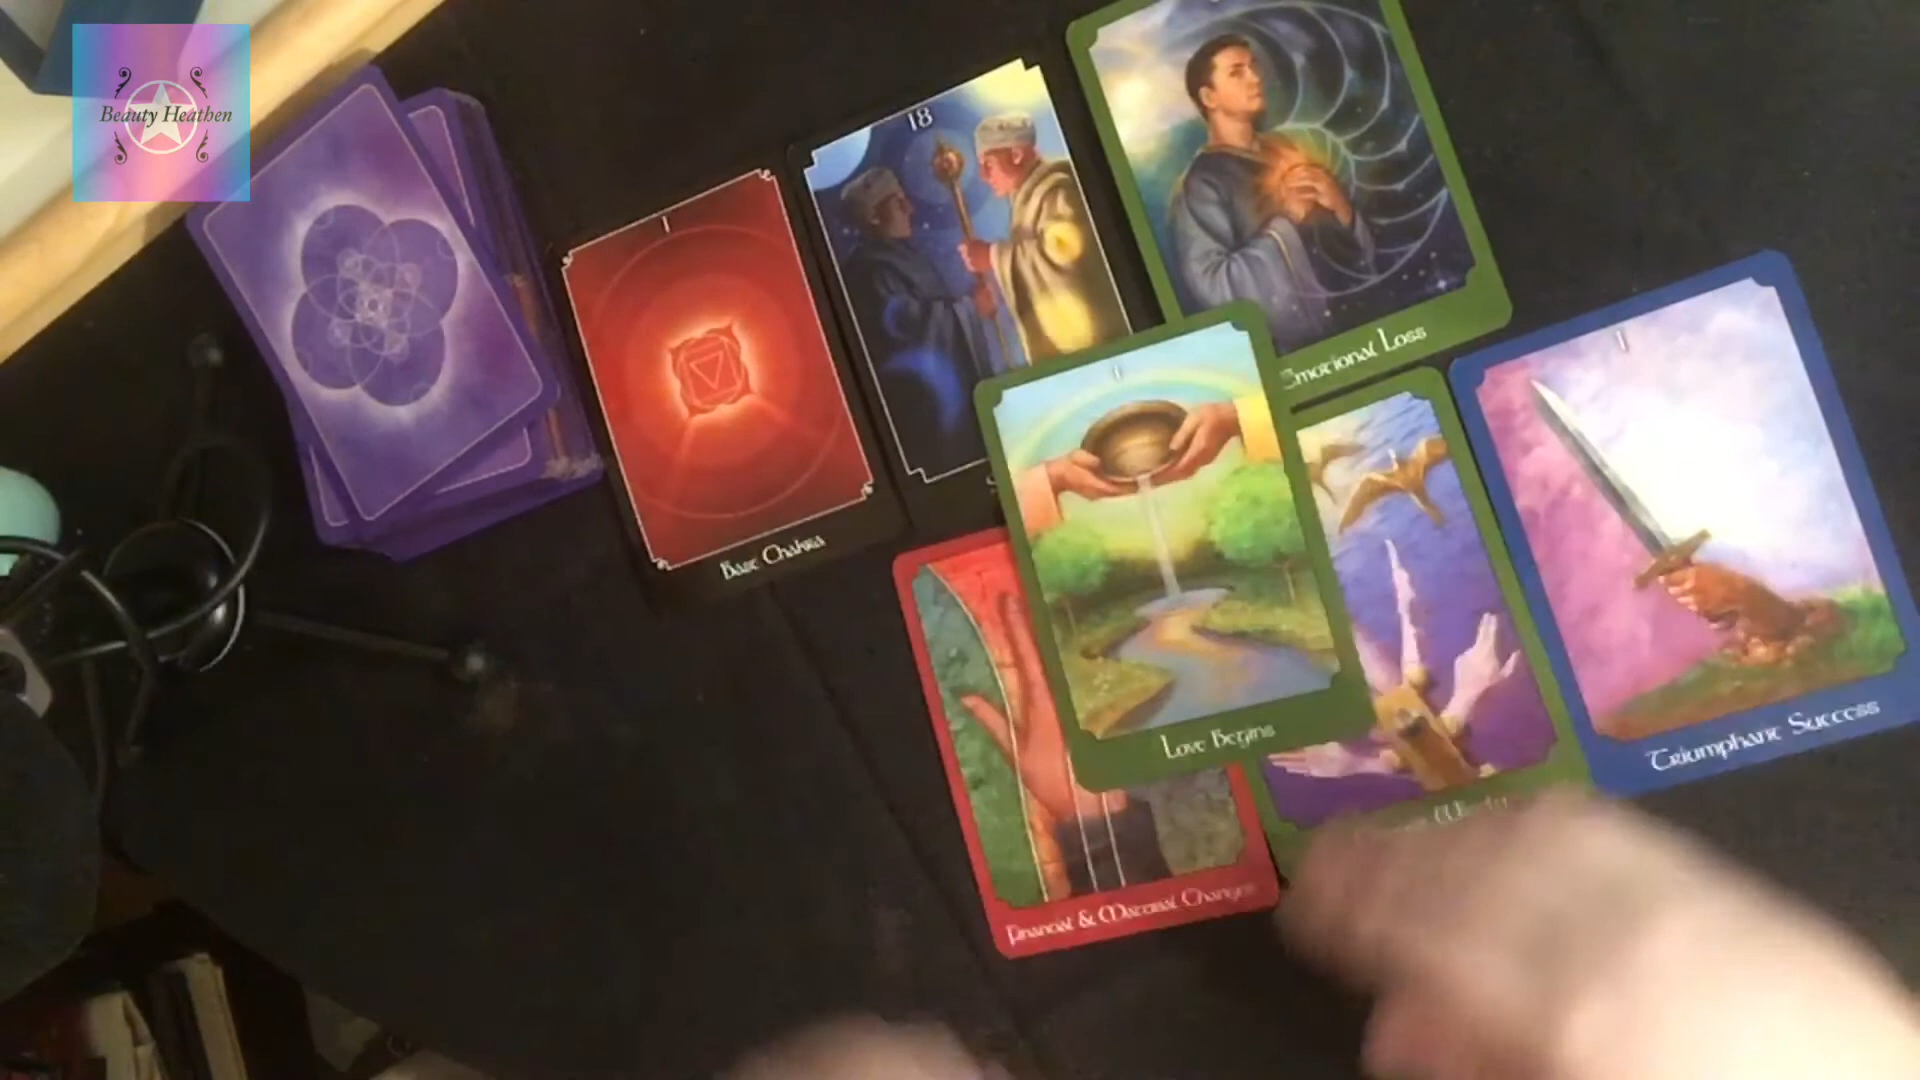 Beauty Heathen
18
1
Emotional Loss
1
1
Base Chakra
Love Begins
Triumphant Success
Financial & Material Changes